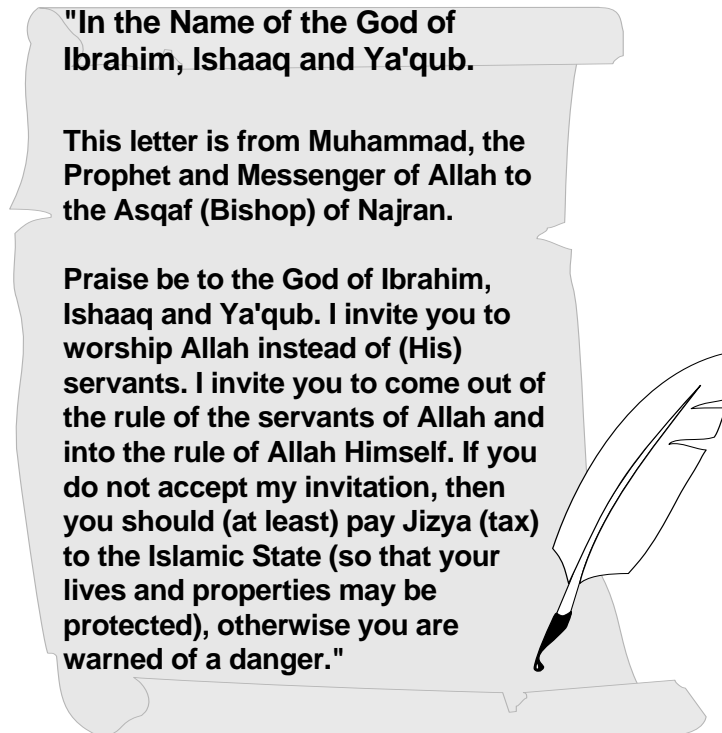 "In the Name of the God of
Ibrahim, Ishaaq and Ya'qub.
This letter is from Muhammad, the
Prophet and Messenger of Allah to
the Asqaf (Bishop) of Najran.
Praise be to the God of Ibrahim,
Ishaaq and Ya'qub. I invite you to
worship Allah instead of (His)
servants. I invite you to come out of
the rule of the servants of Allah and
into the rule of Allah Himself. If you
do not accept my invitation, then
you should (at least) pay Jizya (tax)
to the Islamic State (so that your
lives and properties may be
protected), otherwise you are
warned of a danger."